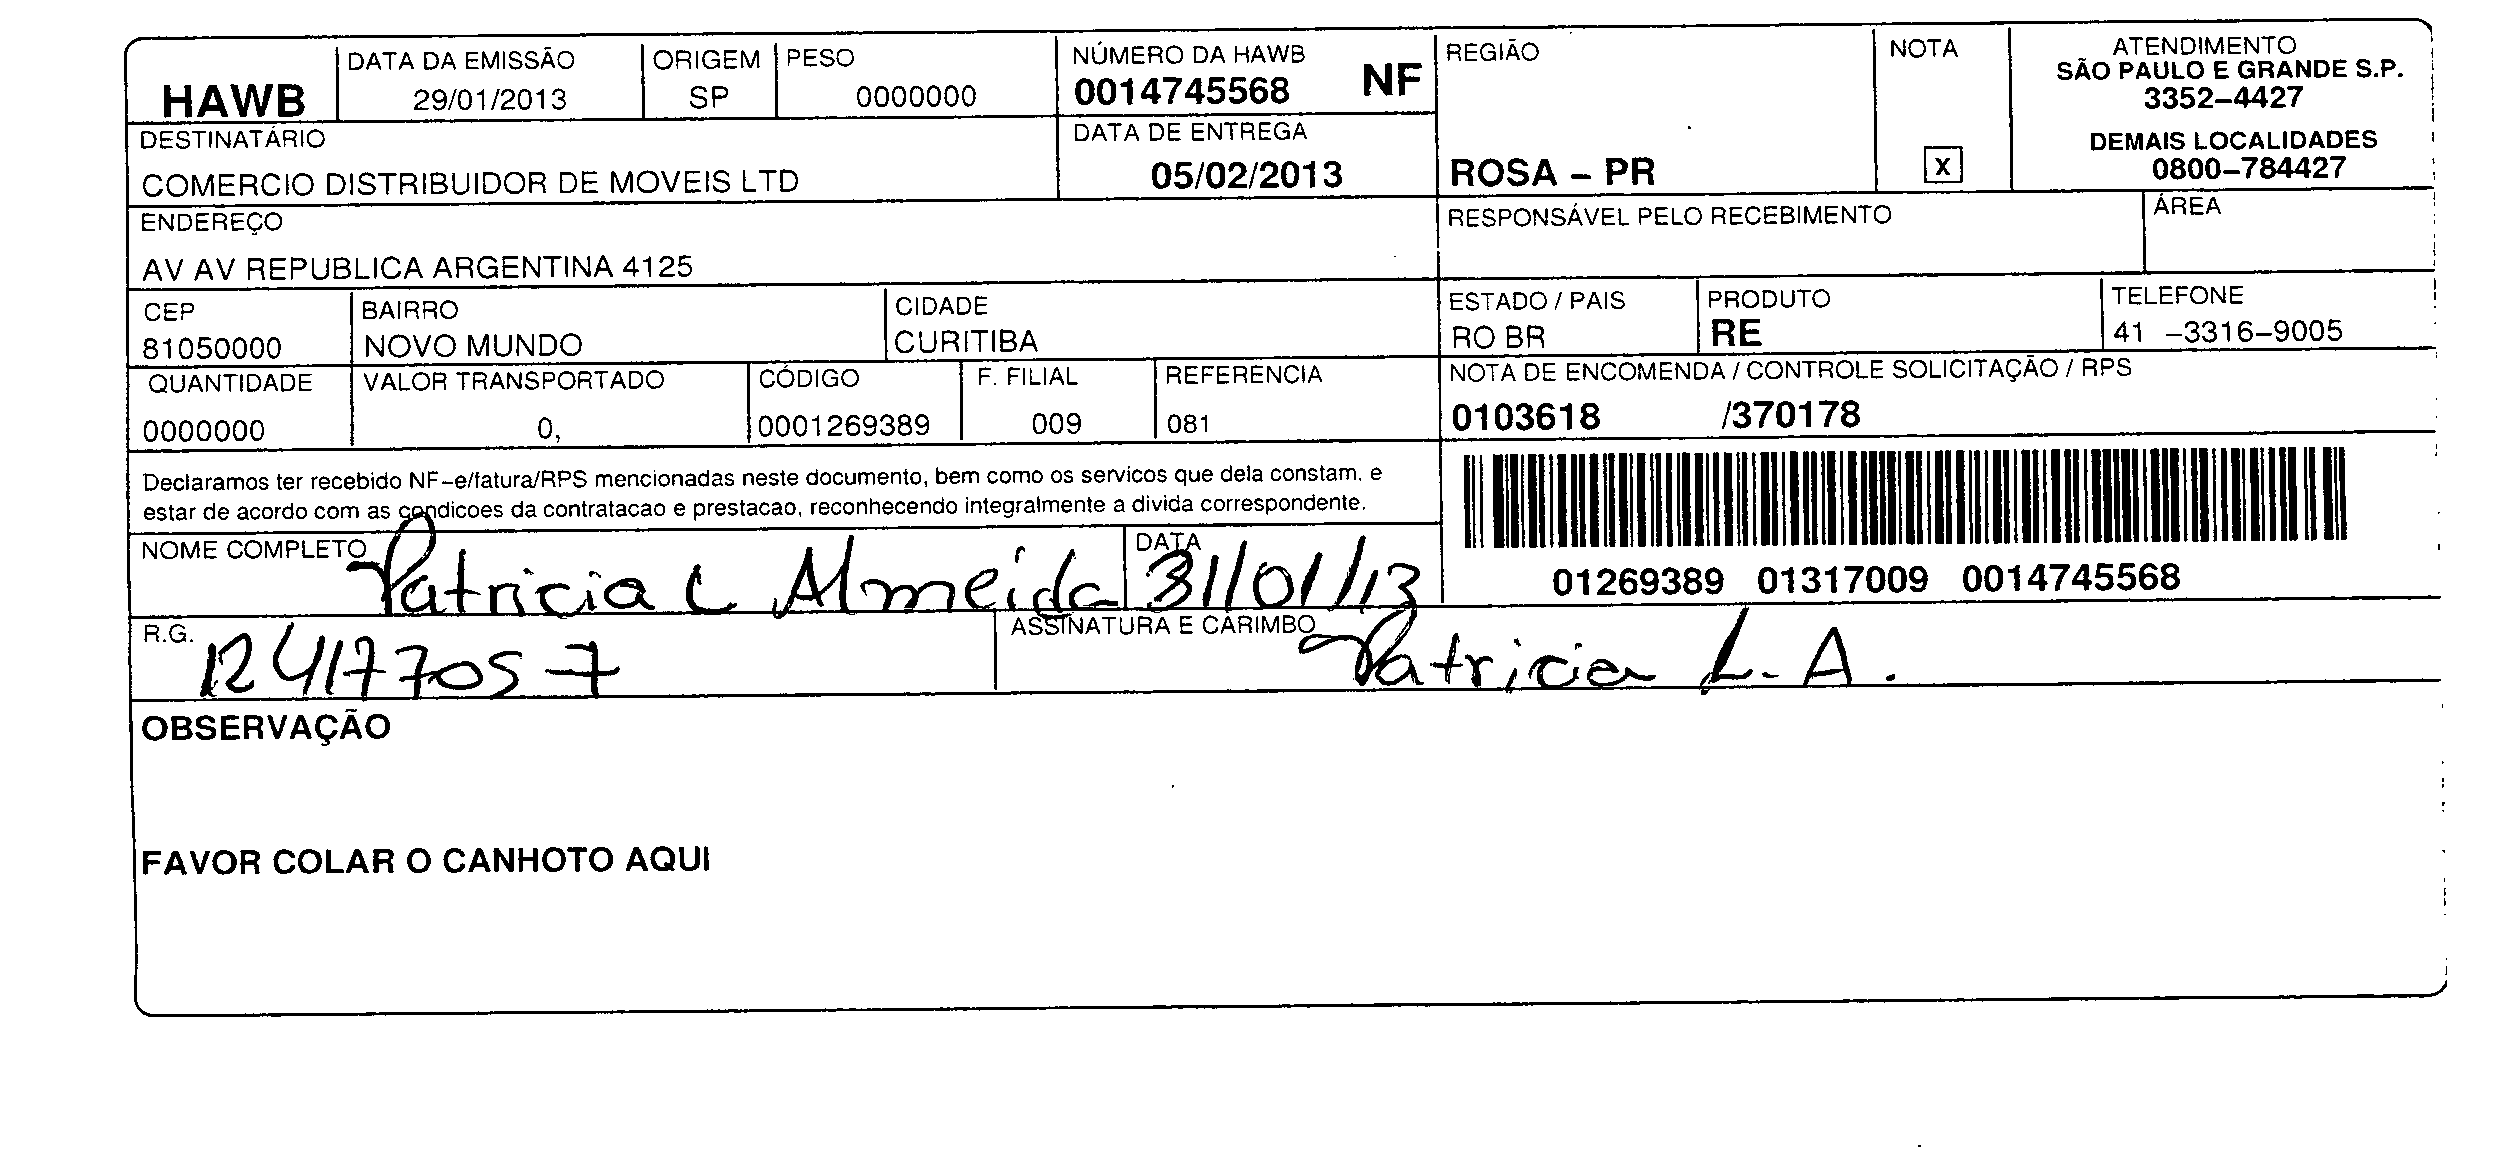 HAWB
DATA DA EMISSÃO
29/01/2013
ORIGEM
SP
PESO
0000000
NÚMERO DA HAWB
0014745568 NF
REGIÃO
ROSA – PR
NOTA
X
ATENDIMENTO
SÃO PAULO E GRANDE S.P.
3352–4427
DEMAIS LOCALIDADES
0800–784427
DESTINATÁRIO
COMERCIO DISTRIBUIDOR DE MOVEIS LTD
DATA DE ENTREGA
05/02/2013
ENDEREÇO
AV AV REPUBLICA ARGENTINA 4125
RESPONSÁVEL PELO RECEBIMENTO
ÁREA
CEP
81050000
BAIRRO
NOVO MUNDO
CIDADE
CURITIBA
ESTADO / PAIS
RO BR
PRODUTO
RE
TELEFONE
41 –3316–9005
QUANTIDADE
0000000
VALOR TRANSPORTADO
0,
CÓDIGO
0001269389
F. FILIAL
009
REFERENCIA
081
NOTA DE ENCOMENDA / CONTROLE SOLICITAÇÃO / RPS
0103618 /370178
Declaramos ter recebido NF–e/fatura/RPS mencionadas neste documento, bem como os servicos que dela constam, e
estar de acordo com as condicoes da contratacao e prestacao, reconhecendo integralmente a divida correspondente.
01269389 01317009 0014745568
NOME COMPLETO
Patricia L Almeida
DATA
31/01/13
R.G.
12417705-7
ASSINATURA E CARIMBO
Patricia L. A.
OBSERVAÇÃO
FAVOR COLAR O CANHOTO AQUI